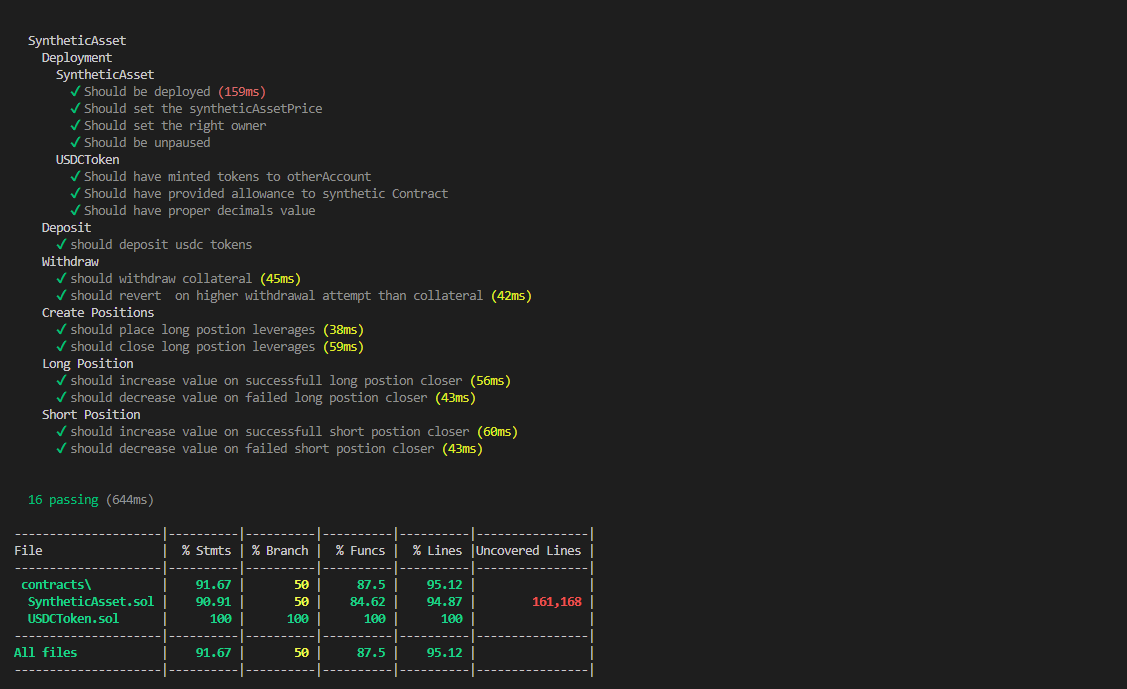 SyntheticAsset
Deployment
SyntheticAsset
✓ Should be deployed (159ms)
✓ Should set the syntheticAssetPrice
✓ Should set the right owner
✓ Should be unpaused
USDCToken
✓ Should have minted tokens to otherAccount
✓ Should have provided allowance to synthetic Contract
✓ Should have proper decimals value
Deposit
✓ should deposit usdc tokens
Withdraw
✓ should withdraw collateral (45ms)
✓ should revert  on higher withdrawal attempt than collateral (42ms)
Create Positions
✓ should place long postion leverages (38ms)
✓ should close long postion leverages (59ms)
Long Position
✓ should increase value on successfull long postion closer (56ms)
✓ should decrease value on failed long postion closer (43ms)
Short Position
✓ should increase value on successfull short postion closer (60ms)
✓ should decrease value on failed short postion closer (43ms)
16 passing (644ms)
---------------------|----------|----------|----------|----------|----------------|
File                 |  % Stmts | % Branch |  % Funcs |  % Lines |Uncovered Lines |
---------------------|----------|----------|----------|----------|----------------|
contracts\          |    91.67 |       50 |     87.5 |    95.12 |                |
SyntheticAsset.sol |    90.91 |       50 |    84.62 |    94.87 |        161,168 |
USDCToken.sol      |      100 |      100 |      100 |      100 |                |
---------------------|----------|----------|----------|----------|----------------|
All files            |    91.67 |       50 |     87.5 |    95.12 |                |
---------------------|----------|----------|----------|----------|----------------|